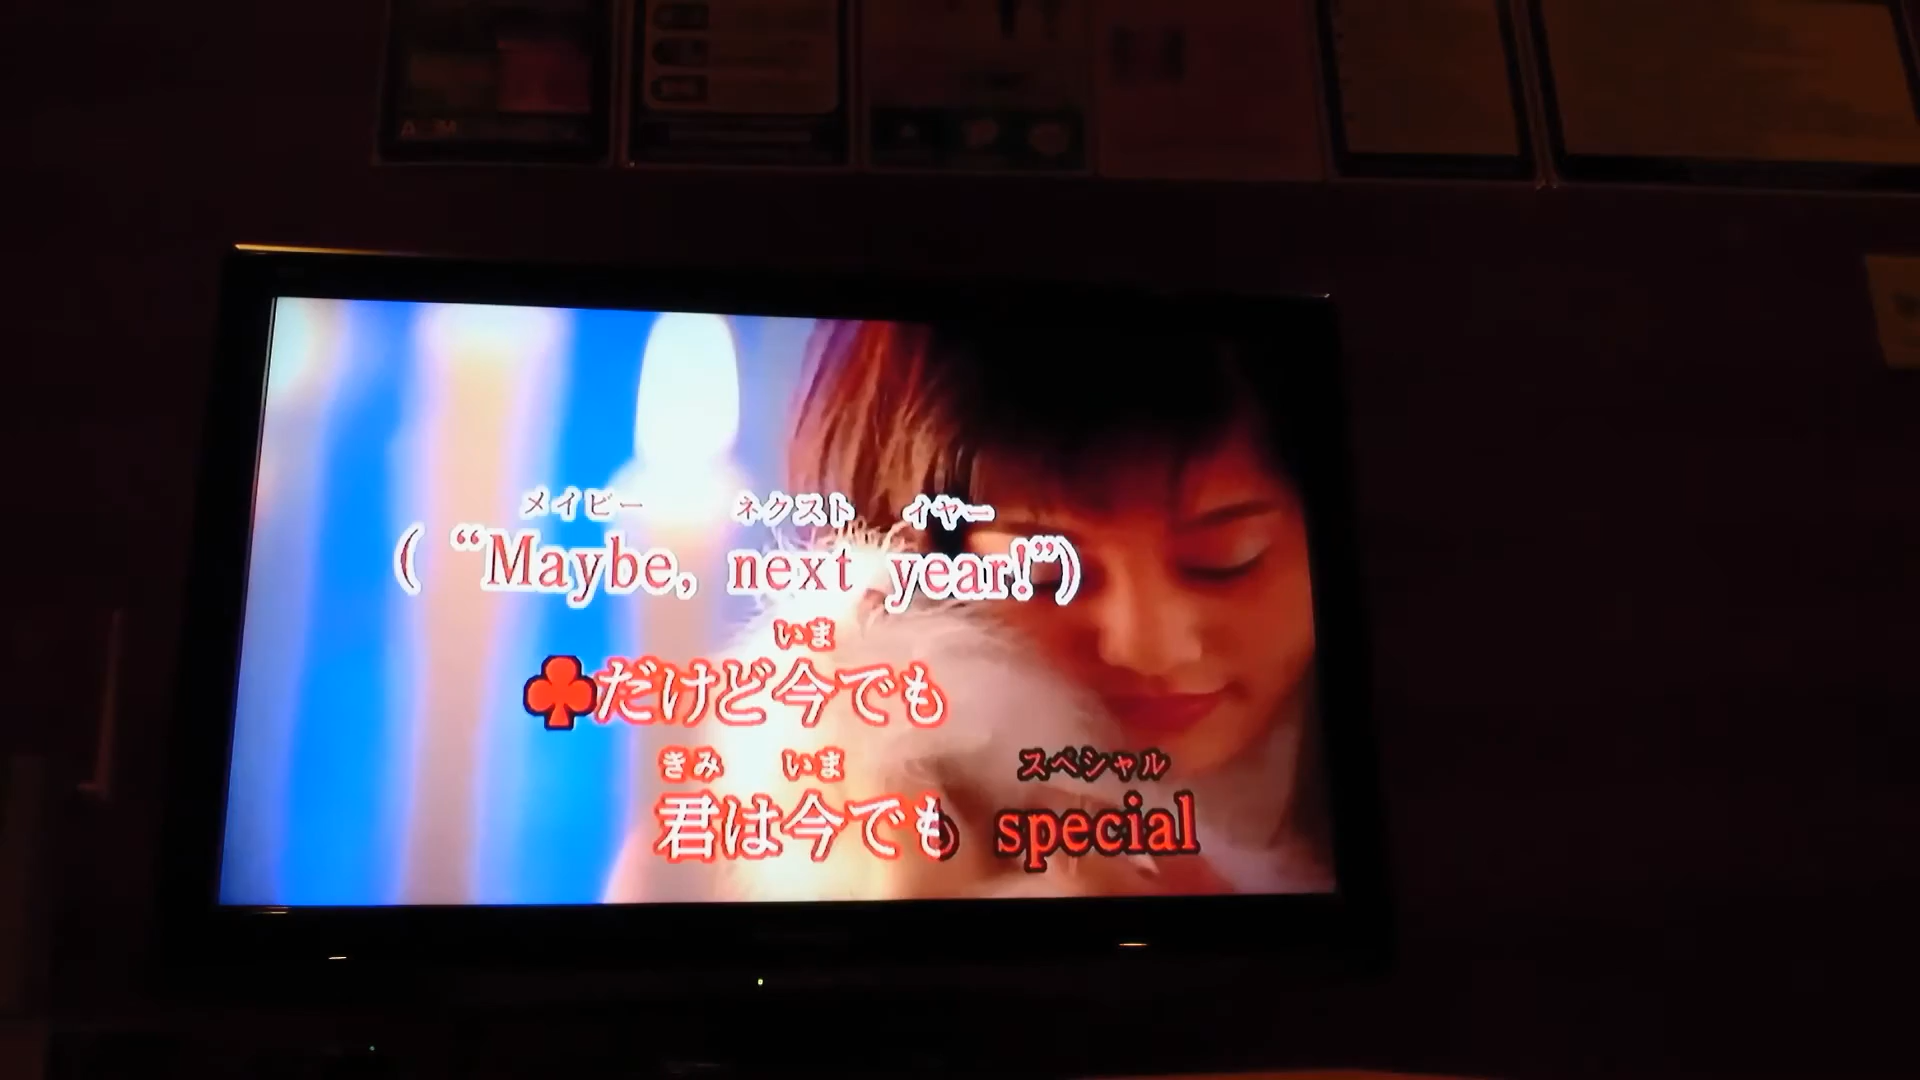 メイビー ネクスト イヤー
( “Maybe, next year!”)
いま
♣だけど今でも
きみ いま スペシャル
君は今でも special